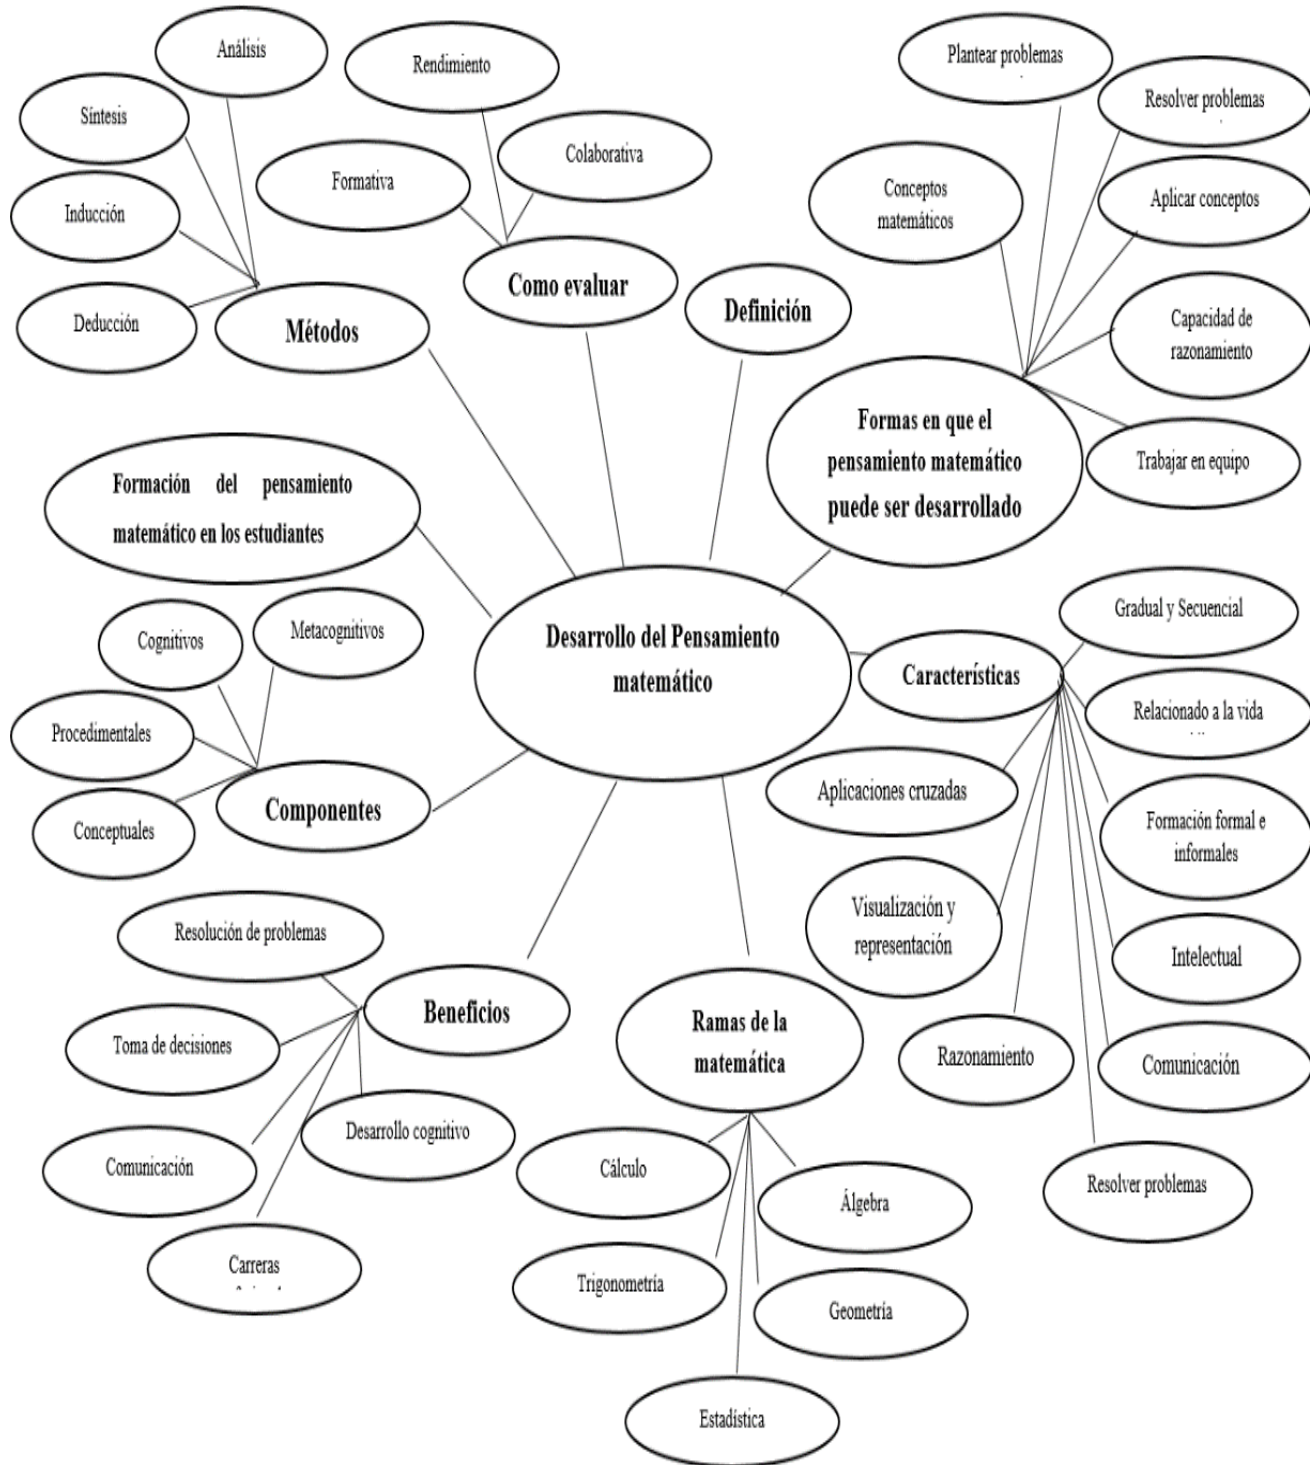 Análisis
Rendimiento
Plantear problemas
Síntesis
Resolver problemas
Colaborativa
Formativa
Conceptos
matemáticos
Aplicar conceptos
Inducción
Como evaluar
Definición
Deducción
Métodos
Capacidad de
razonamiento
Formas en que el
pensamiento matemático
puede ser desarrollado
Trabajar en equipo
Formación del pensamiento
matemático en los estudiantes
Gradual y Secuencial
Cognitivos
Metacognitivos
Desarrollo del Pensamiento
matemático
Características
Relacionado a la vida
Procedimentales
Componentes
Aplicaciones cruzadas
Conceptuales
Formación formal e
informales
Visualización y
representación
Resolución de problemas
Intelectual
Beneficios
Ramas de la
matemática
Toma de decisiones
Razonamiento
Comunicación
Desarrollo cognitivo
Comunicación
Cálculo
Resolver problemas
Álgebra
Carreras
Trigonometría
Geometría
Estadística